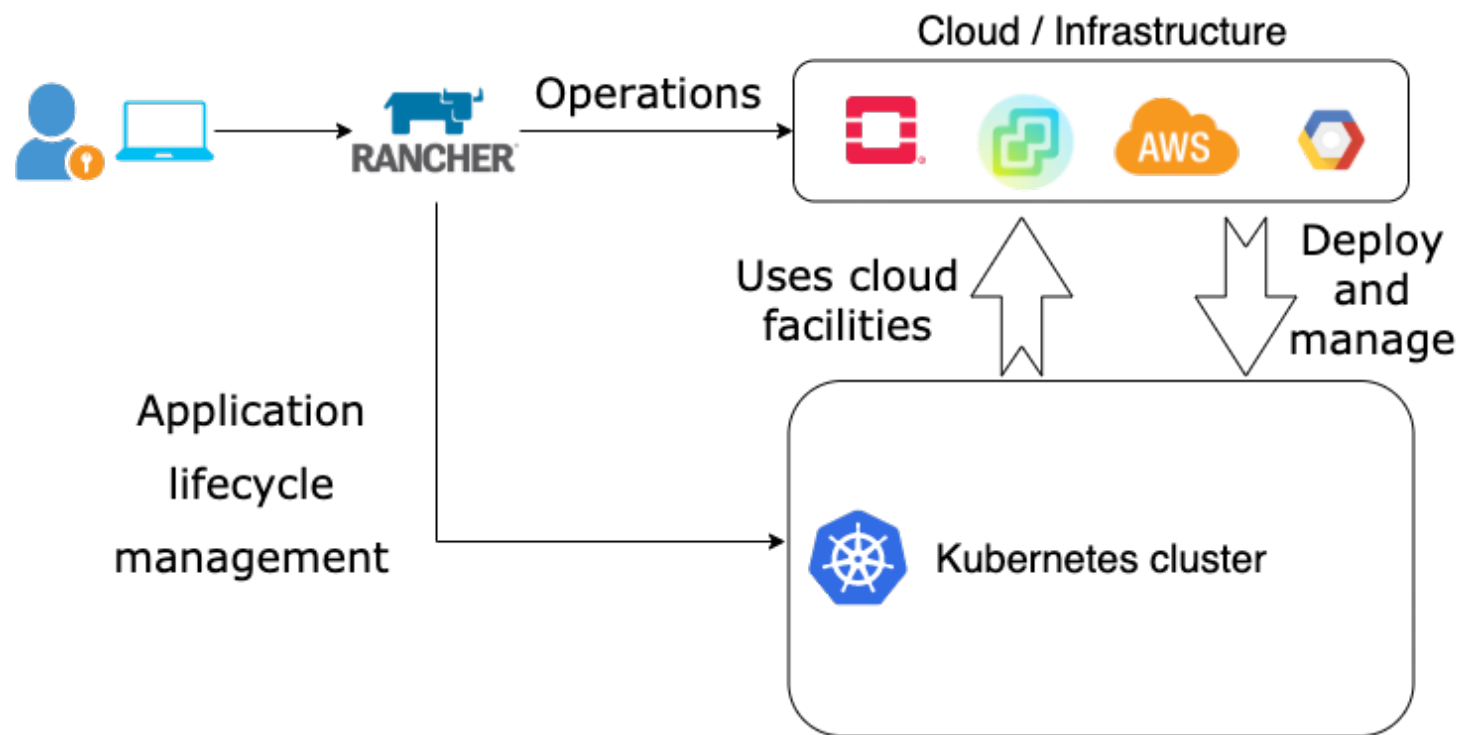 Cloud / Infrastructure
Operations
RANCHER®
AWS
Uses cloud
facilities
Deploy
and
manage
Application
lifecycle
management
Kubernetes cluster